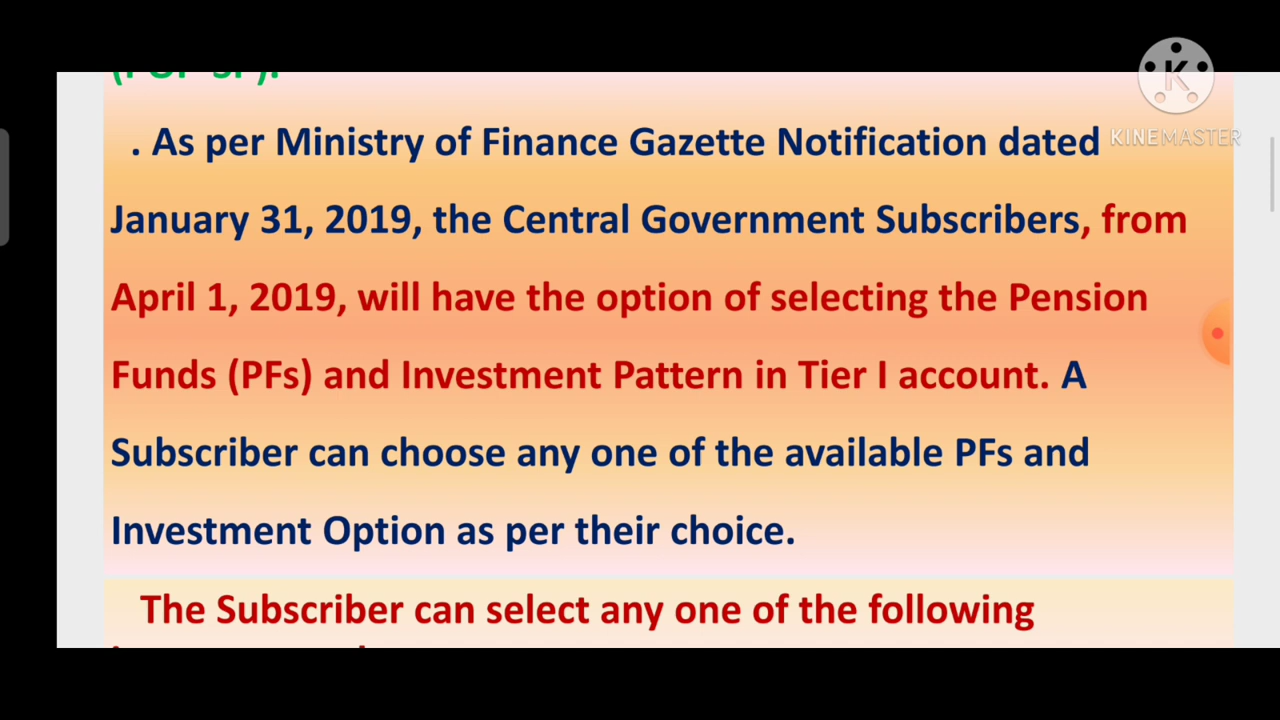 . As per Ministry of Finance Gazette Notification dated
KINEMASTER
January 31, 2019, the Central Government Subscribers, from
April 1, 2019, will have the option of selecting the Pension
Funds (PFs) and Investment Pattern in Tier I account. A
Subscriber can choose any one of the available PFs and
Investment Option as per their choice.
The Subscriber can select any one of the following